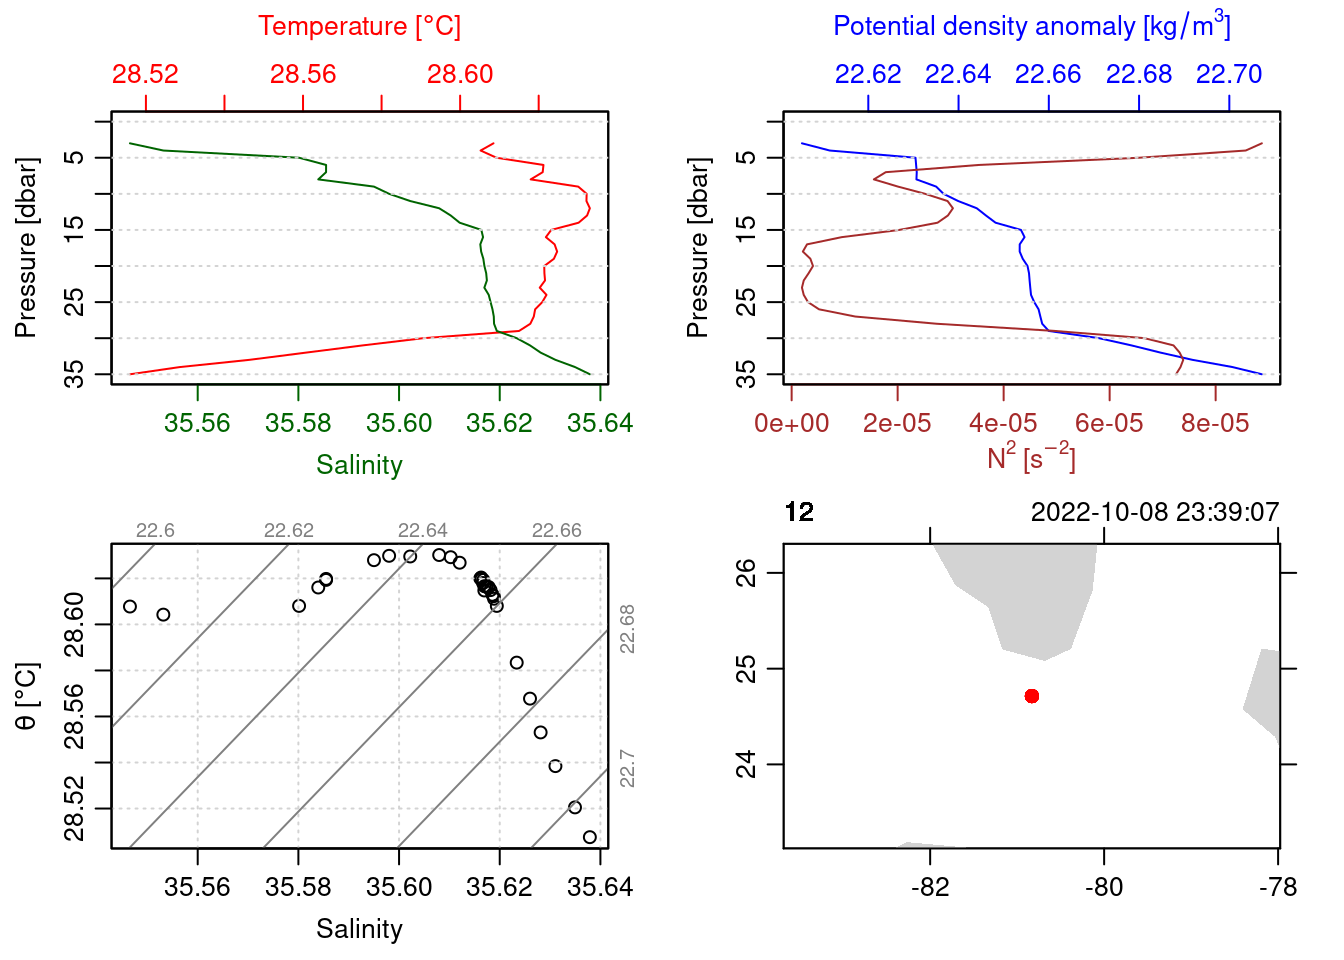 Temperature [°C]
28.52 28.56 28.60
Pressure [dbar]
5 15 25 35
35.56 35.58 35.60 35.62 35.64
Salinity
Potential density anomaly [kg/m³]
22.62 22.64 22.66 22.68 22.70
Pressure [dbar]
5 15 25 35
0e+00 2e-05 4e-05 6e-05 8e-05
N² [s⁻²]
22.6 22.62 22.64 22.66
22.68
22.7
θ [°C]
28.60 28.56 28.52
35.56 35.58 35.60 35.62 35.64
Salinity
12 2022-10-08 23:39:07
26 25 24
-82 -80 -78